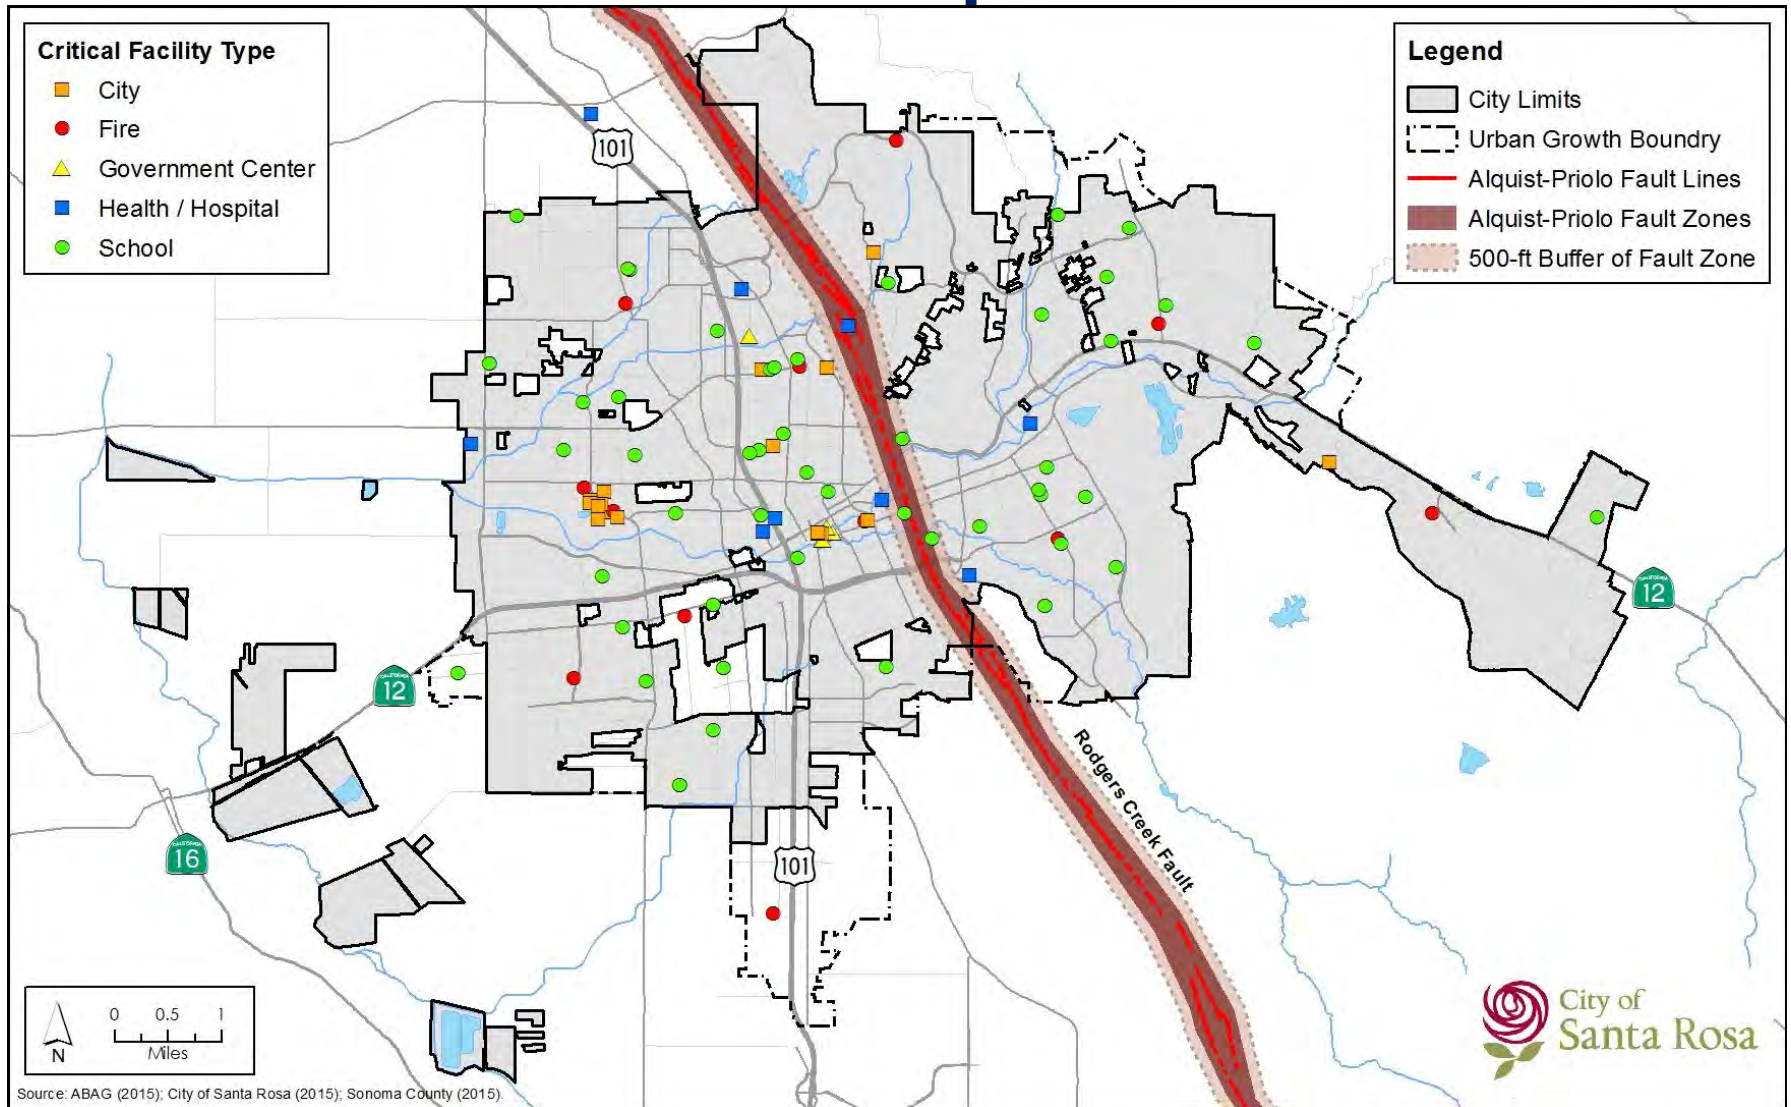 Critical Facility Type
City
Fire
Government Center
Health / Hospital
School
Legend
City Limits
Urban Growth Boundry
Alquist-Priolo Fault Lines
Alquist-Priolo Fault Zones
500-ft Buffer of Fault Zone
101
12
CALIFORNIA
12
CALIFORNIA
16
101
Rodgers Creek Fault
0 0.5 1
Miles
N
City of
Santa Rosa
Source: ABAG (2015); City of Santa Rosa (2015); Sonoma County (2015).